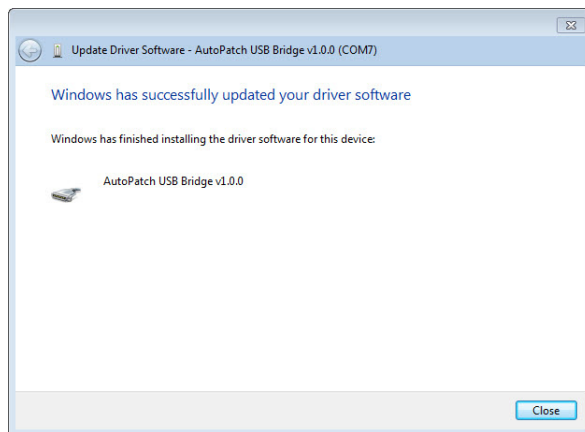 Update Driver Software - AutoPatch USB Bridge v1.0.0 (COM7)
Windows has successfully updated your driver software
Windows has finished installing the driver software for this device:
AutoPatch USB Bridge v1.0.0
Close